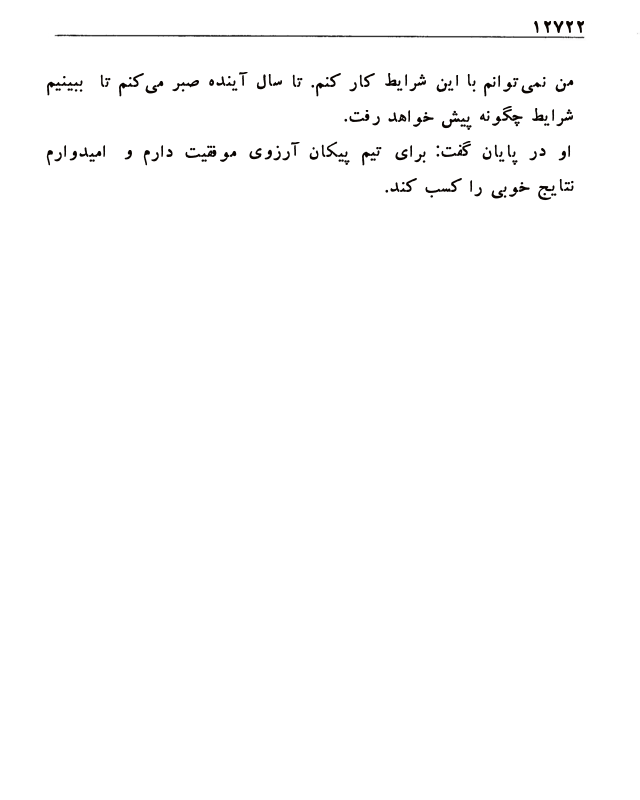 ۱۲۷۲۲
من نمی‌توانم با این شرایط کار کنم. تا سال آینده صبر می‌کنم تا ببینیم
شرایط چگونه پیش خواهد رفت.
او در پایان گفت: برای تیم پیکان آرزوی موفقیت دارم و امیدوارم
نتایج خوبی را کسب کند.